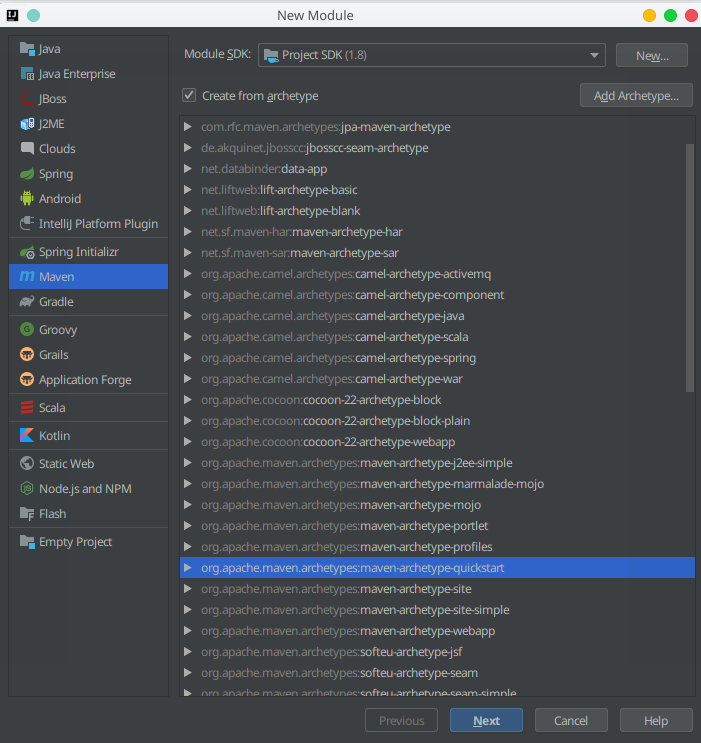 New Module
Java
Java Enterprise
JBoss
J2ME
Clouds
Spring
Android
IntelliJ Platform Plugin
Spring Initializr
Maven
Gradle
Groovy
Grails
Application Forge
Scala
Kotlin
Static Web
Node.js and NPM
Flash
Empty Project
Module SDK: Project SDK (1.8) New...
Create from archetype Add Archetype...
com.rfc.maven.archetypes:jpa-maven-archetype
de.akquinet.jbosscc:jbosscc-seam-archetype
net.databinder:data-app
net.liftweb:lift-archetype-basic
net.liftweb:lift-archetype-blank
net.sf.maven-har:maven-archetype-har
net.sf.maven-sar:maven-archetype-sar
org.apache.camel.archetypes:camel-archetype-activemq
org.apache.camel.archetypes:camel-archetype-component
org.apache.camel.archetypes:camel-archetype-java
org.apache.camel.archetypes:camel-archetype-scala
org.apache.camel.archetypes:camel-archetype-spring
org.apache.camel.archetypes:camel-archetype-war
org.apache.cocoon:cocoon-22-archetype-block
org.apache.cocoon:cocoon-22-archetype-block-plain
org.apache.cocoon:cocoon-22-archetype-webapp
org.apache.maven.archetypes:maven-archetype-j2ee-simple
org.apache.maven.archetypes:maven-archetype-marmalade-mojo
org.apache.maven.archetypes:maven-archetype-mojo
org.apache.maven.archetypes:maven-archetype-portlet
org.apache.maven.archetypes:maven-archetype-profiles
org.apache.maven.archetypes:maven-archetype-quickstart
org.apache.maven.archetypes:maven-archetype-site
org.apache.maven.archetypes:maven-archetype-site-simple
org.apache.maven.archetypes:maven-archetype-webapp
org.apache.maven.archetypes:softeu-archetype-jsf
org.apache.maven.archetypes:softeu-archetype-seam
org.apache.maven.archetypes:softeu-archetype-seam-simple
Previous Next Cancel Help